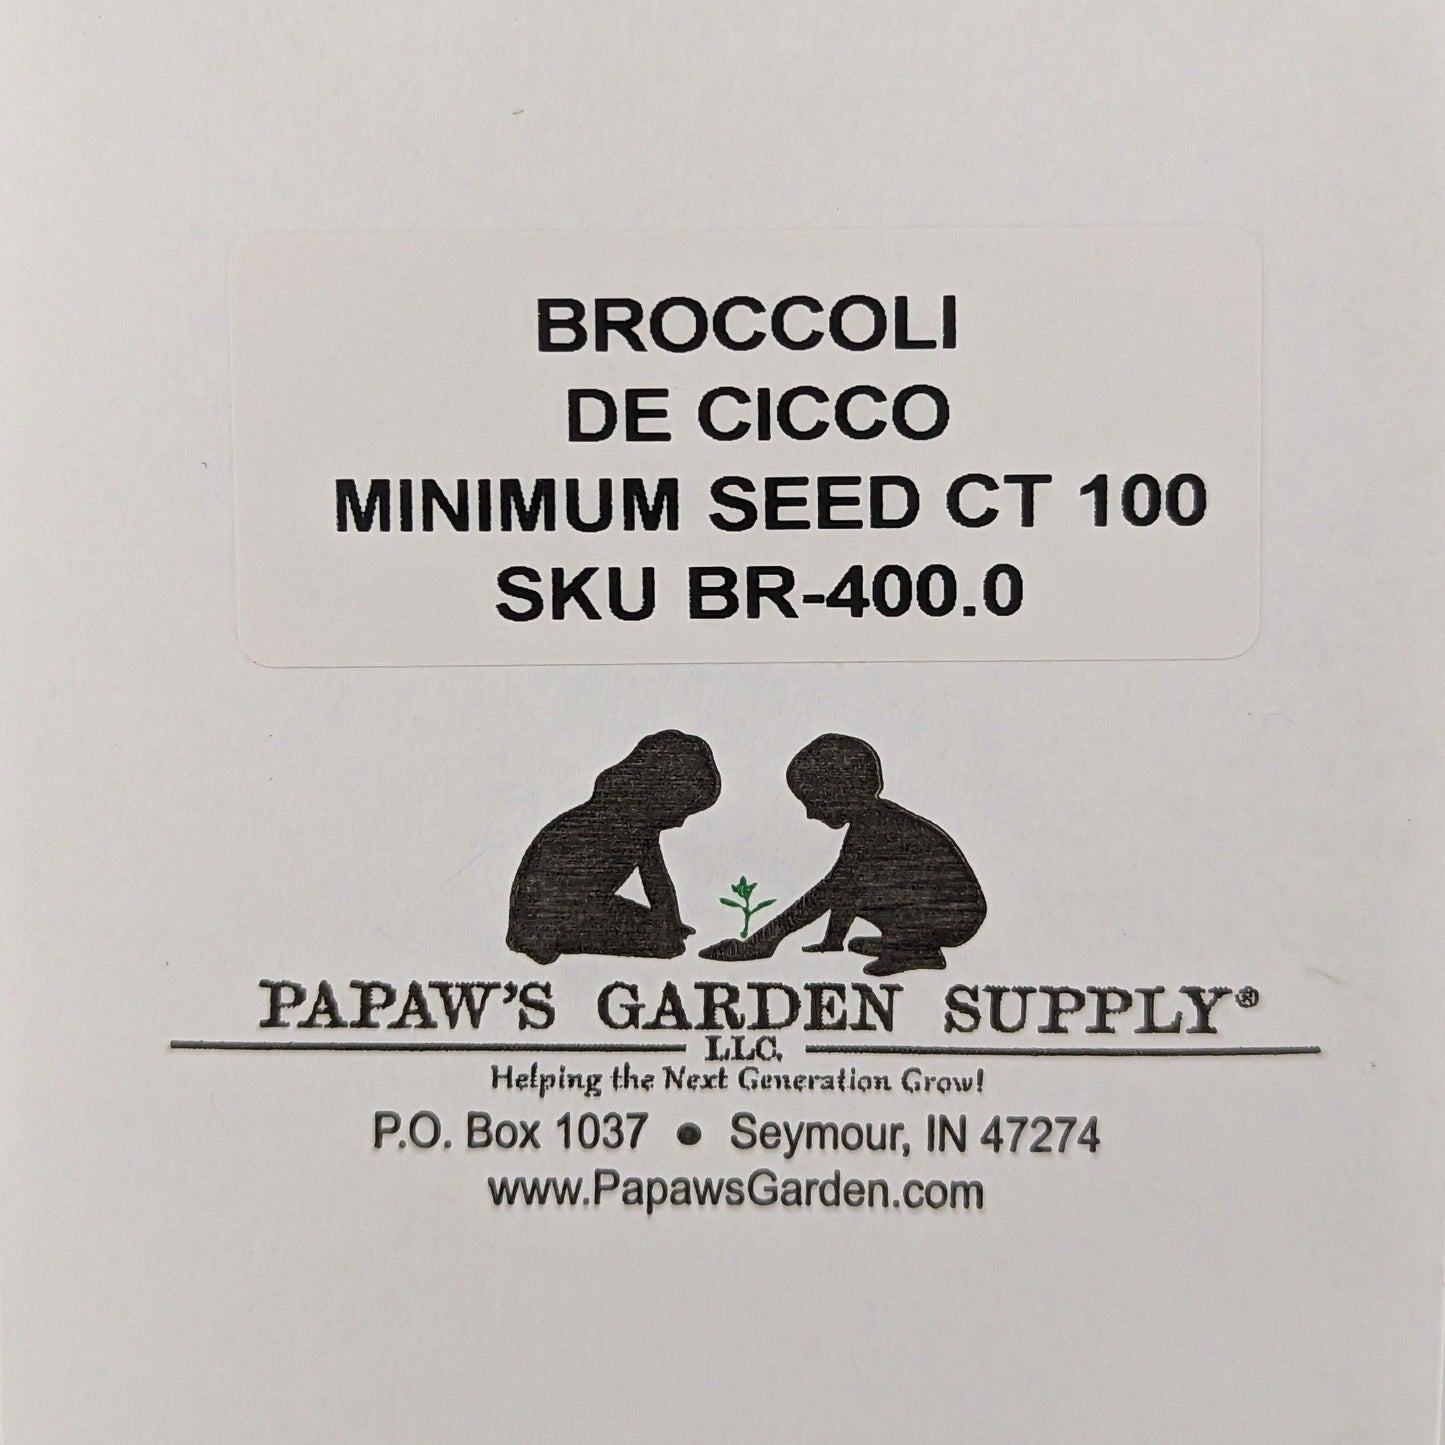 BROCCOLI
DE CICCO
MINIMUM SEED CT 100
SKU BR-400.0
PAPAW'S GARDEN SUPPLY®
LLC.
Helping the Next Generation Grow!
P.O. Box 1037 • Seymour, IN 47274
www.PapawsGarden.com